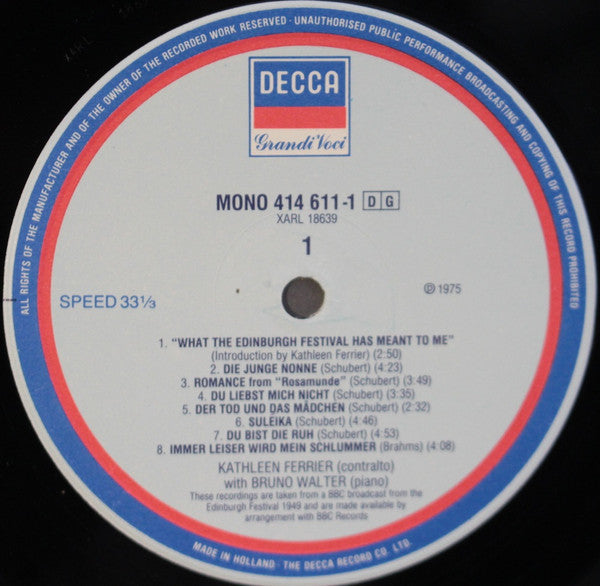 ALL RIGHTS OF THE MANUFACTURER AND OF THE OWNER OF THE RECORDED WORK RESERVED · UNAUTHORISED PUBLIC PERFORMANCE BROADCASTING AND COPYING OF THIS RECORD PROHIBITED
XARL
DECCA
Grandi Voci
MONO 414 611-1 DG
XARL 18639
1
SPEED 33⅓
℗ 1975
1. "WHAT THE EDINBURGH FESTIVAL HAS MEANT TO ME"
(Introduction by Kathleen Ferrier) (2:50)
2. DIE JUNGE NONNE (Schubert) (4:23)
3. ROMANCE from "Rosamunde" (Schubert) (3:49)
4. DU LIEBST MICH NICHT (Schubert) (3:35)
5. DER TOD UND DAS MÄDCHEN (Schubert) (2:32)
6. SULEIKA (Schubert) (4:46)
7. DU BIST DIE RUH (Schubert) (4:53)
8. IMMER LEISER WIRD MEIN SCHLUMMER (Brahms) (4:08)
KATHLEEN FERRIER (contralto)
with BRUNO WALTER (piano)
These recordings are taken from a BBC broadcast from the
Edinburgh Festival 1949 and are made available by
arrangement with BBC Records
MADE IN HOLLAND THE DECCA RECORD CO. LTD.